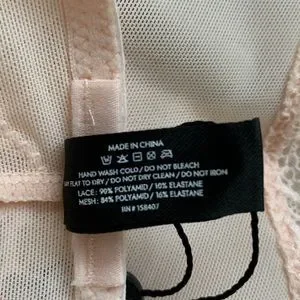 MADE IN CHINA
HAND WASH COLD / DO NOT BLEACH
FLAT TO DRY / DO NOT DRY CLEAN / DO NOT IRON
LACE: 90% POLYAMID / 10% ELASTANE
MESH: 84% POLYAMID / 16% ELASTANE
RN# 158407